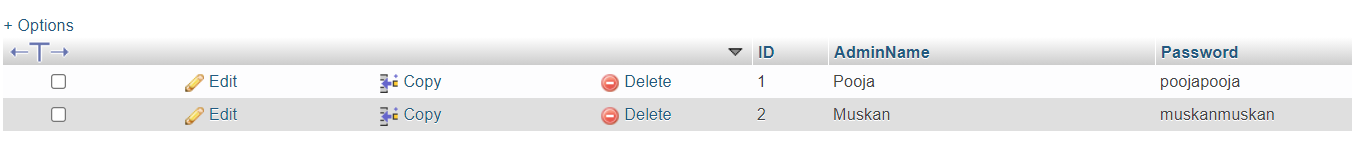 + Options
←T→ ID AdminName Password
Edit Copy Delete 1 Pooja poojapooja
Edit Copy Delete 2 Muskan muskanmuskan